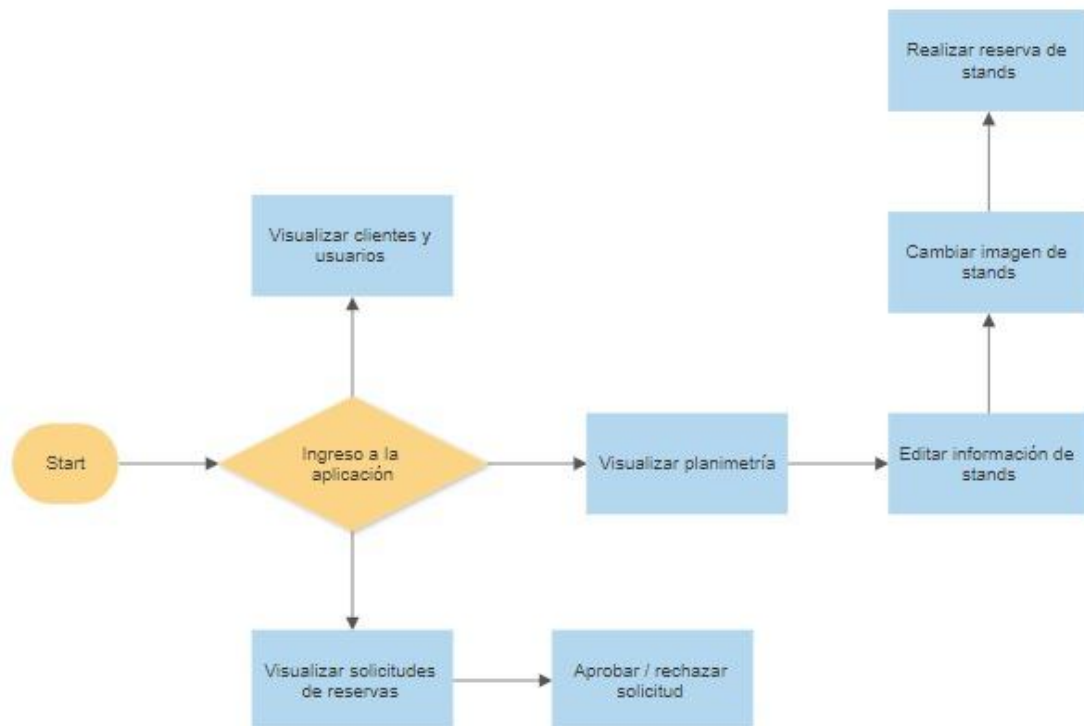 Realizar reserva de
stands
Visualizar clientes y
usuarios
Cambiar imagen de
stands
Start
Ingreso a la
aplicación
Visualizar planimetría
Editar información de
stands
Visualizar solicitudes
de reservas
Aprobar / rechazar
solicitud